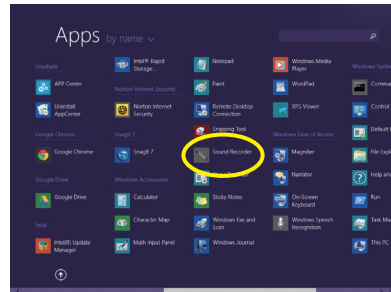 Apps by name
Gigabyte
APP Center
Uninstall
AppCenter
Google Chrome
Google Chrome
Google Drive
Google Drive
Intel
Intel(R) Update
Manager
Intel® Rapid
Storage...
Norton Internet Security
Norton Internet
Security
SnagIt 7
SnagIt 7
Windows Accessories
Calculator
Character Map
Math Input Panel
Notepad
Paint
Remote Desktop
Connection
Snipping Tool
Sound Recorder
Sticky Notes
Windows Fax and
Scan
Windows Journal
Windows Media
Player
WordPad
XPS Viewer
Windows Ease of Access
Magnifier
Narrator
On-Screen
Keyboard
Windows Speech
Recognition
Windows Syste
Comma
Control
Default
File Explo
Help and
Run
Task Ma
This PC